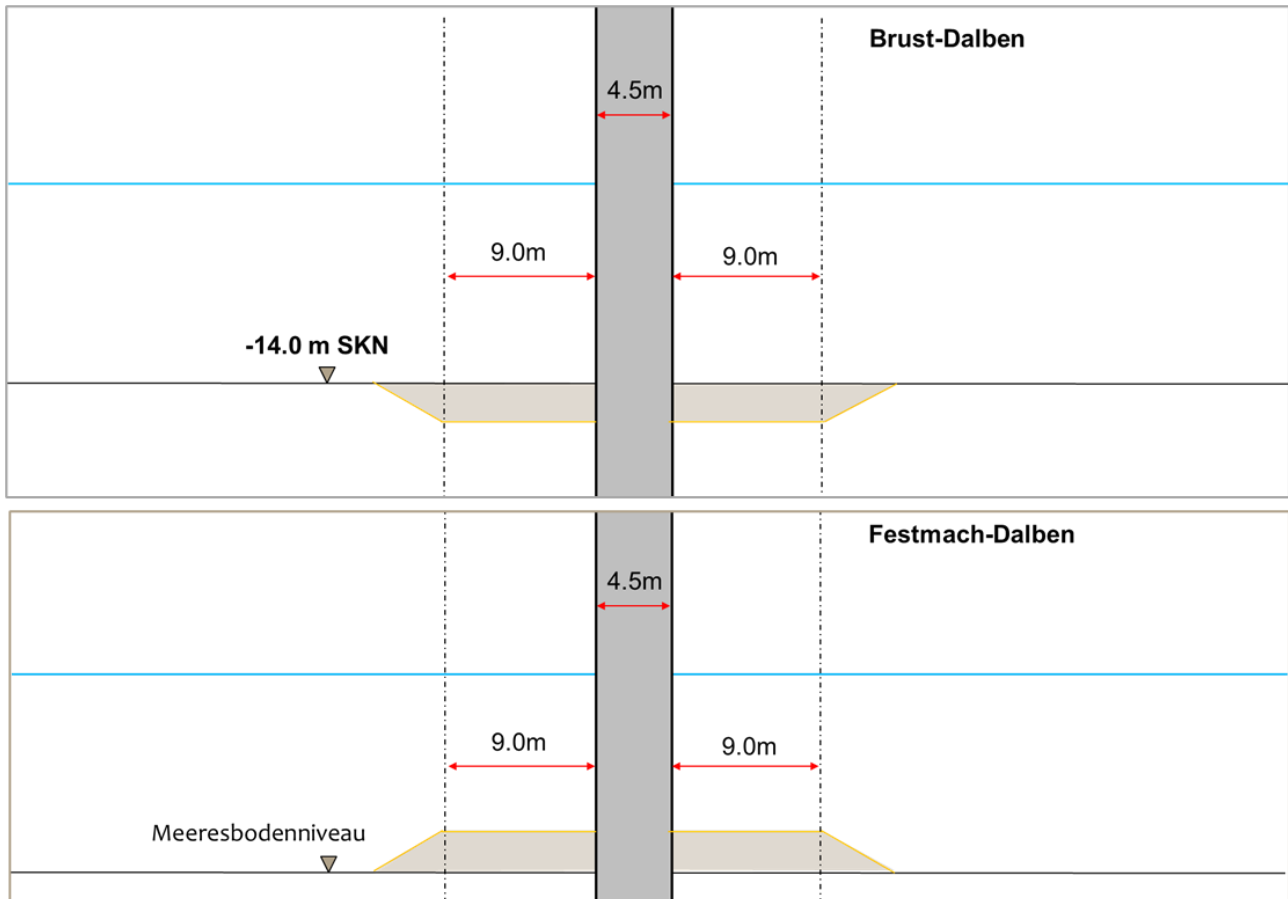 Brust-Dalben
4.5m
9.0m
9.0m
-14.0 m SKN
Festmach-Dalben
4.5m
9.0m
9.0m
Meeresbodenniveau